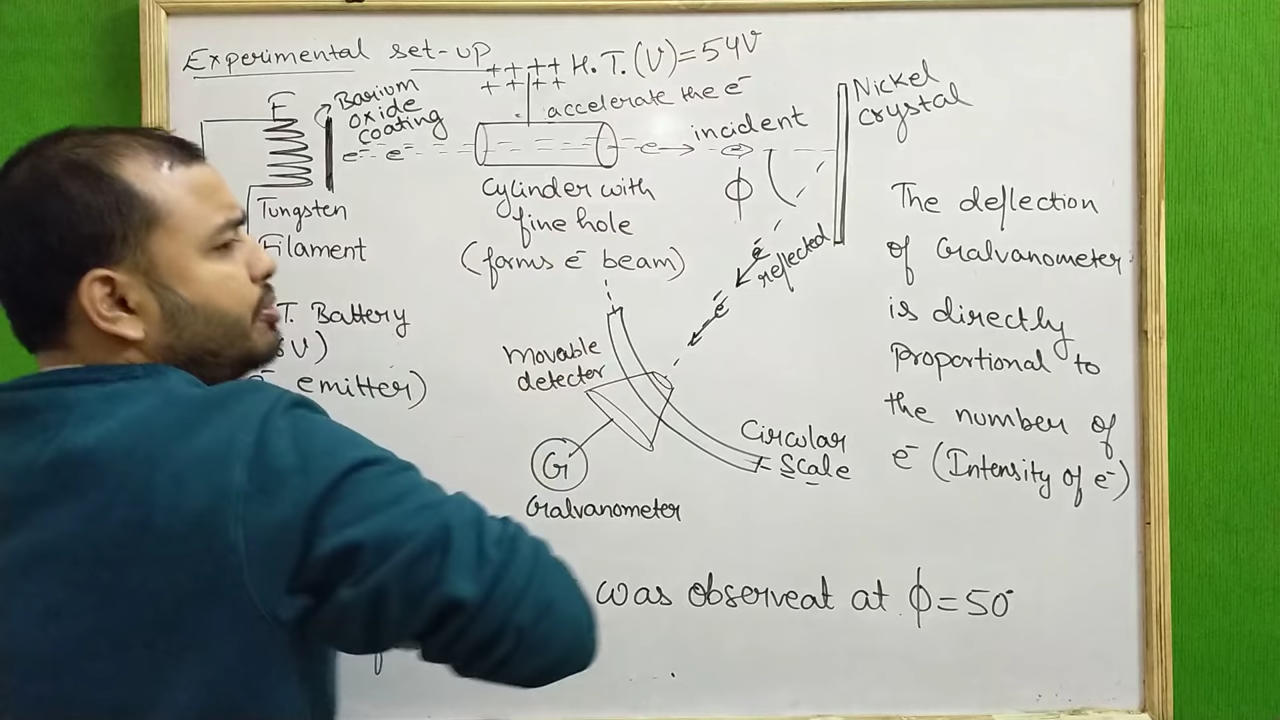 Experimental set-up
++ ++ H.T.(V)=54V
++ ++
F
Barium
oxide
coating
accelerate the e⁻
incident
Nickel
crystal
e⁻ e⁻
e→
e
ϕ
Cylinder with
fine hole
(forms e⁻ beam)
Tungsten
Filament
T. Battery
V)
emitter)
e⁻
reflected
e⁻
Movable
detector
G
Galvanometer
Circular
Scale
The deflection
of Galvanometer
is directly
proportional to
the number of
e⁻ (Intensity of e⁻)
was observeat at ϕ=50°